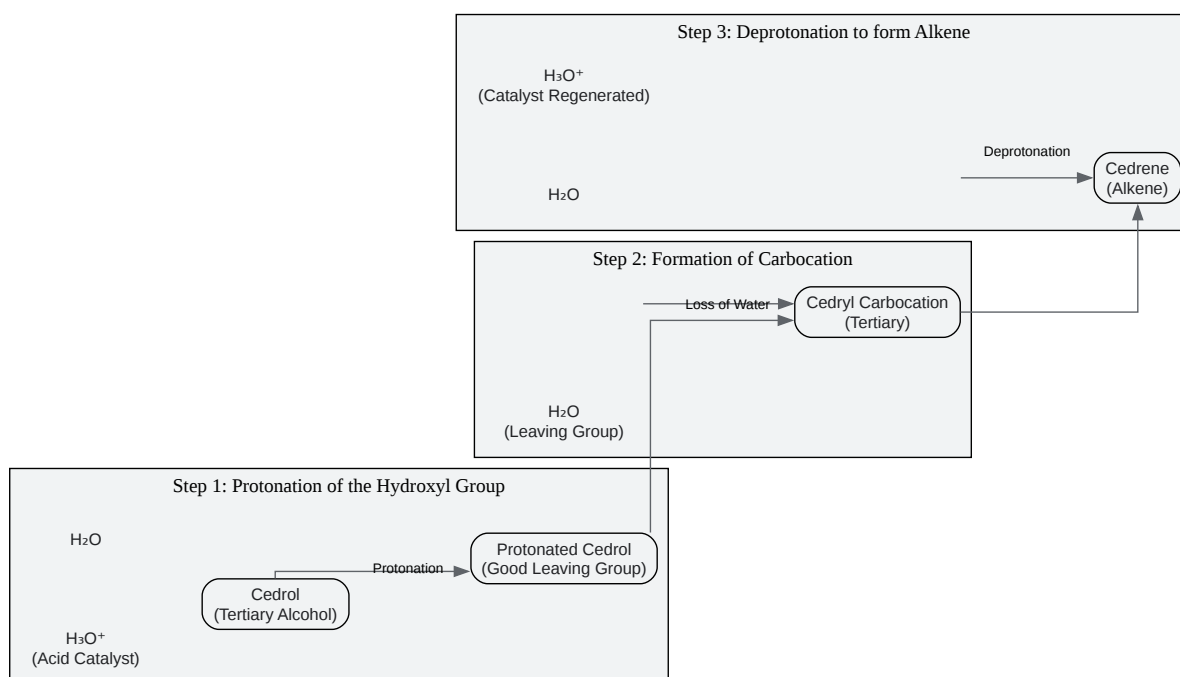 Step 3: Deprotonation to form Alkene
H₃O⁺
(Catalyst Regenerated)
Deprotonation
Cedrene
(Alkene)
H₂O
Step 2: Formation of Carbocation
Loss of Water
Cedryl Carbocation
(Tertiary)
H₂O
(Leaving Group)
Step 1: Protonation of the Hydroxyl Group
H₂O
Protonated Cedrol
(Good Leaving Group)
Protonation
Cedrol
(Tertiary Alcohol)
H₃O⁺
(Acid Catalyst)